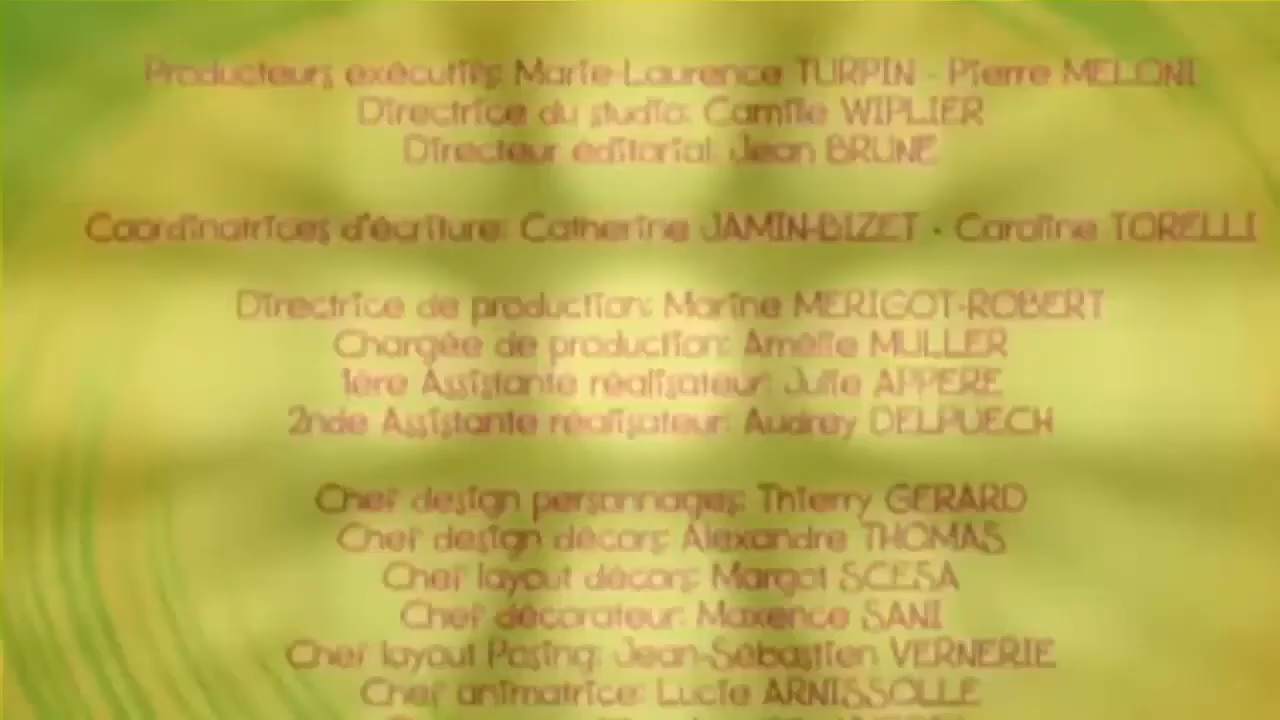 Producteurs exécutifs: Marie-Laurence TURPIN - Pierre MELONI
Directrice du studio: Camille WIPLIER
Directeur éditorial: Jean BRUNE
Coordinatrices d'écriture: Catherine JAMIN-BIZET - Caroline TORELLI
Directrice de production: Marine MERIGOT-ROBERT
Chargée de production: Amélie MULLER
1ère Assistante réalisateur: Julie APPERE
2nde Assistante réalisateur: Audrey DELPUECH
Chef design personnages: Thierry GERARD
Chef design décors: Alexandre THOMAS
Chef layout décors: Margot SCESA
Chef décorateur: Maxence SANI
Chef layout Posing: Jean-Sébastien VERNERIE
Chef animatrice: Lucie ARNISSOLLE